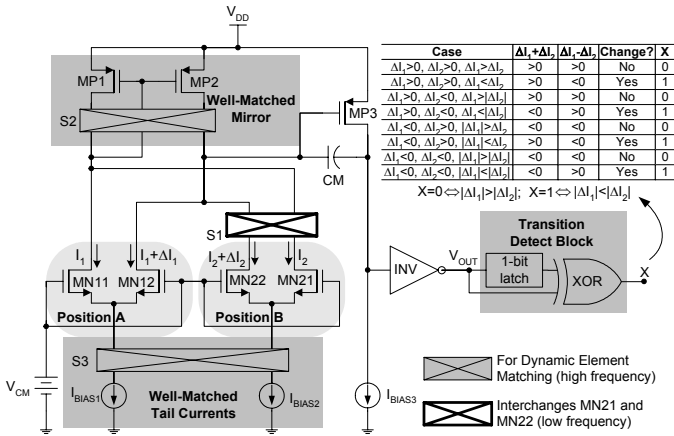 V_DD
MP1
MP2
Well-Matched
Mirror
S2
MP3
CM
Case ΔI₁+ΔI₂ ΔI₁-ΔI₂ Change? X
ΔI₁>0, ΔI₂>0, ΔI₁>ΔI₂ >0 >0 No 0
ΔI₁>0, ΔI₂>0, ΔI₁<ΔI₂ >0 <0 Yes 1
ΔI₁>0, ΔI₂<0, ΔI₁>|ΔI₂| >0 >0 No 0
ΔI₁>0, ΔI₂<0, ΔI₁<|ΔI₂| <0 >0 Yes 1
ΔI₁<0, ΔI₂>0, |ΔI₁|>ΔI₂ <0 <0 No 0
ΔI₁<0, ΔI₂>0, |ΔI₁|<ΔI₂ >0 <0 Yes 1
ΔI₁<0, ΔI₂<0, |ΔI₁|>|ΔI₂| <0 <0 No 0
ΔI₁<0, ΔI₂<0, |ΔI₁|<|ΔI₂| <0 >0 Yes 1
X=0⇔|ΔI₁|>|ΔI₂|; X=1⇔|ΔI₁|<|ΔI₂|
S1
I₁
I₁+ΔI₁
I₂+ΔI₂
I₂
MN11
MN12
MN22
MN21
Position A
Position B
INV
V_OUT
Transition
Detect Block
1-bit
latch
XOR
X
S3
V_CM
I_BIAS1
Well-Matched
Tail Currents
I_BIAS2
I_BIAS3
For Dynamic Element
Matching (high frequency)
Interchanges MN21 and
MN22 (low frequency)